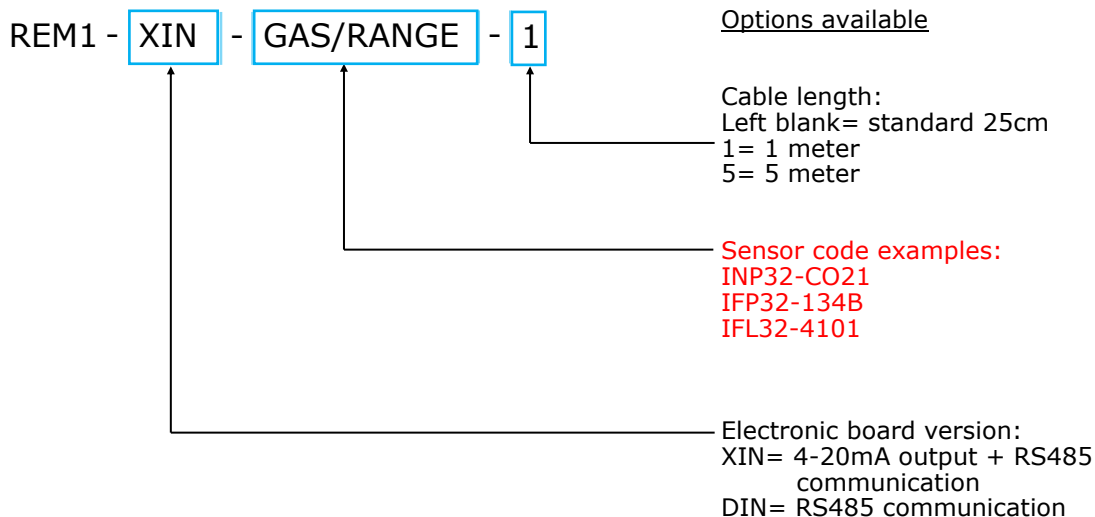 REM1 - XIN - GAS/RANGE - 1
Options available
Cable length:
Left blank= standard 25cm
1= 1 meter
5= 5 meter
Sensor code examples:
INP32-CO21
IFP32-134B
IFL32-4101
Electronic board version:
XIN= 4-20mA output + RS485
communication
DIN= RS485 communication